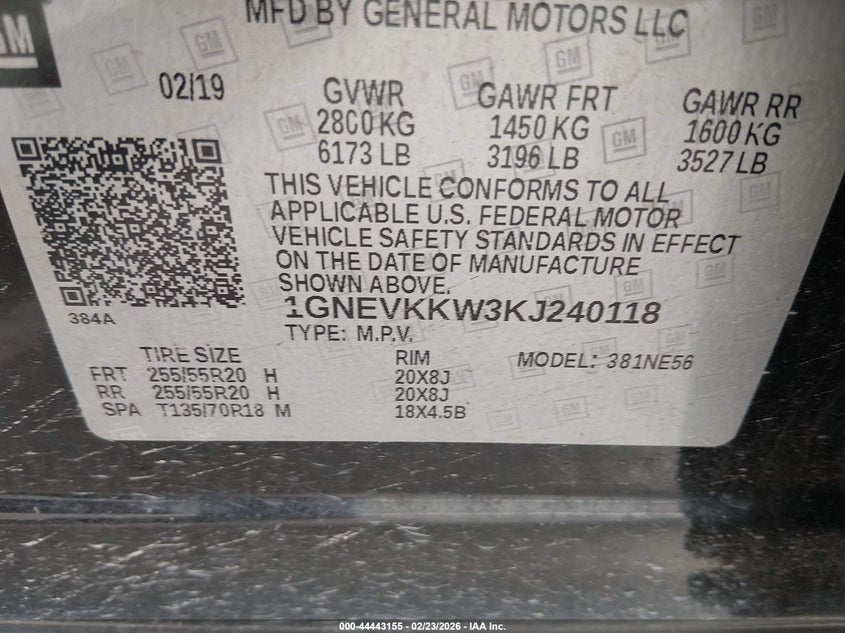 GM
MFD BY GENERAL MOTORS LLC
02/19 GVWR GAWR FRT GAWR RR
2800 KG 1450 KG 1600 KG
6173 LB 3196 LB 3527 LB
THIS VEHICLE CONFORMS TO ALL
APPLICABLE U.S. FEDERAL MOTOR
VEHICLE SAFETY STANDARDS IN EFFECT
ON THE DATE OF MANUFACTURE
SHOWN ABOVE.
384A 1GNEVKKW3KJ240118
TYPE: M.P.V.
TIRE SIZE RIM MODEL: 381NE56
FRT 255/55R20 H 20X8J
RR 255/55R20 H 20X8J
SPA T135/70R18 M 18X4.5B
000-44443155 - 02/23/2026 - IAA Inc.